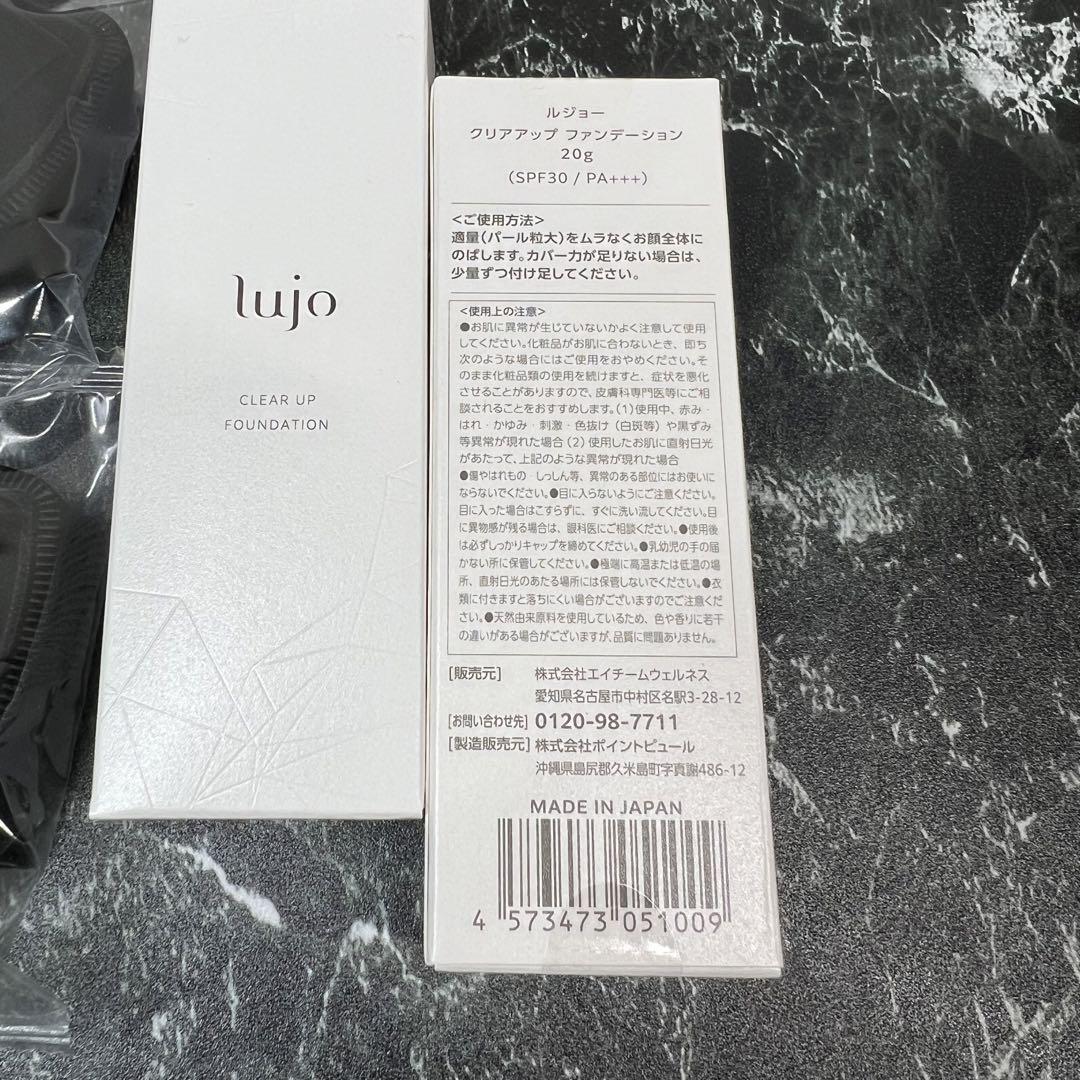 lujo
CLEAR UP
FOUNDATION
ルジョー
クリアアップ ファンデーション
20g
(SPF30 / PA+++)
<ご使用方法>
適量(パール粒大)をムラなくお顔全体に
のばします。カバー力が足りない場合は、
少量ずつ付け足してください。
<使用上の注意>
●お肌に異常が生じていないかよく注意して使用
してください。化粧品がお肌に合わないとき、即ち
次のような場合にはご使用をおやめください。そ
のまま化粧品類の使用を続けますと、症状を悪化
させることがありますので、皮膚科専門医等にご相
談されることをおすすめします。(1)使用中、赤み・
はれ・かゆみ・刺激・色抜け(白斑等)や黒ずみ
等異常が現れた場合(2)使用したお肌に直射日光
があたって、上記のような異常が現れた場合
●傷やはれもの・しっしん等、異常のある部位にはお使いに
ならないでください。●目に入らないようにご注意ください。
目に入った場合はこすらずに、すぐに洗い流してください。目
に異物感が残る場合は、眼科医にご相談ください。●使用後
は必ずしっかりキャップを締めてください。●乳幼児の手の届
かない所に保管してください。●極端に高温または低温の場
所、直射日光のあたる場所には保管しないでください。●衣
類に付きますと落ちにくい場合がございますのでご注意くだ
さい。●天然由来原料を使用しているため、色や香りに若干
の違いがある場合がございますが、品質に問題ありません。
[販売元] 株式会社エイチームウェルネス
愛知県名古屋市中村区名駅3-28-12
[お問い合わせ先] 0120-98-7711
[製造販売元] 株式会社ポイントピュール
沖縄県島尻郡久米島町字真謝486-12
MADE IN JAPAN
4 573473 051009